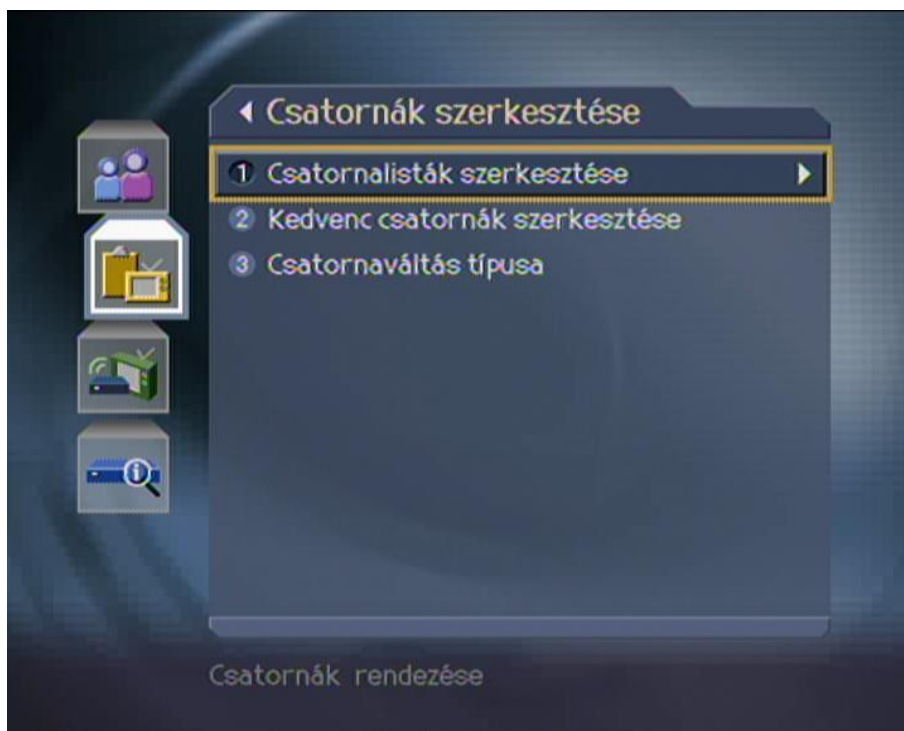 Csatornák szerkesztése
1 Csatornalisták szerkesztése
2 Kedvenc csatornák szerkesztése
3 Csatornaváltás típusa
i
Csatornák rendezése